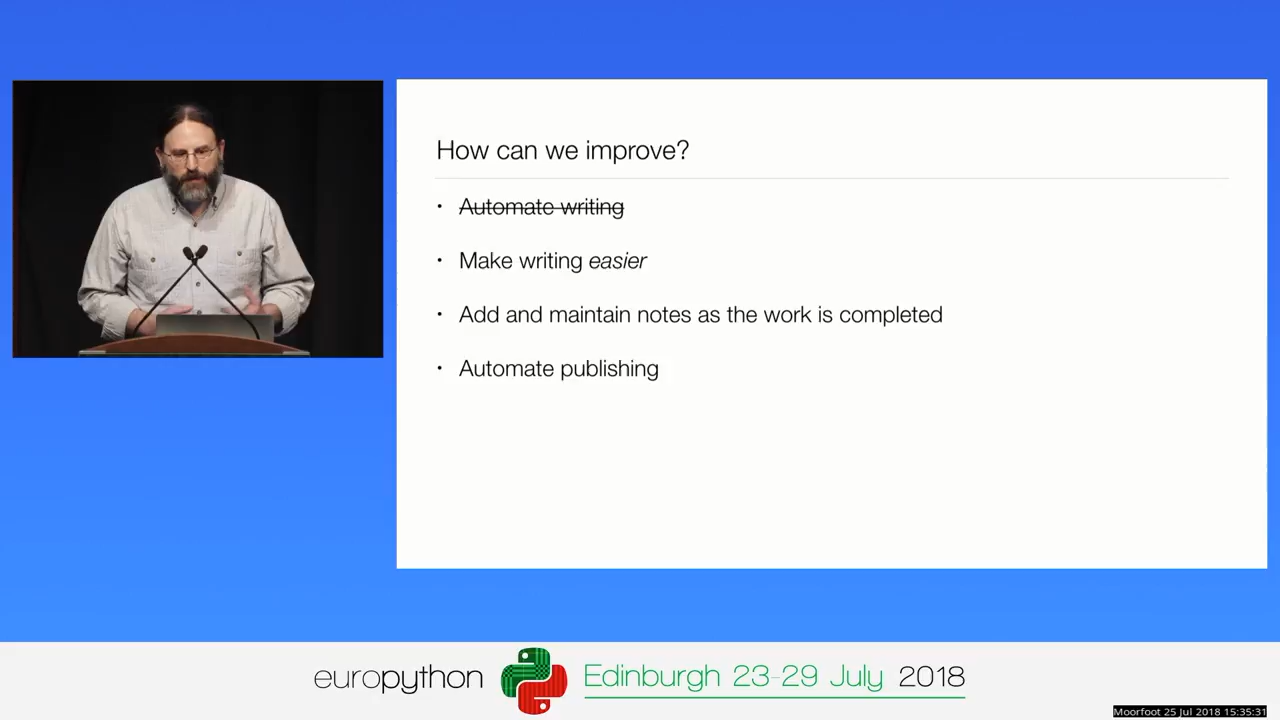 How can we improve?
• Automate writing
• Make writing easier
• Add and maintain notes as the work is completed
• Automate publishing
europython Edinburgh 23-29 July 2018
Moorfoot 25 Jul 2018 15:35:31